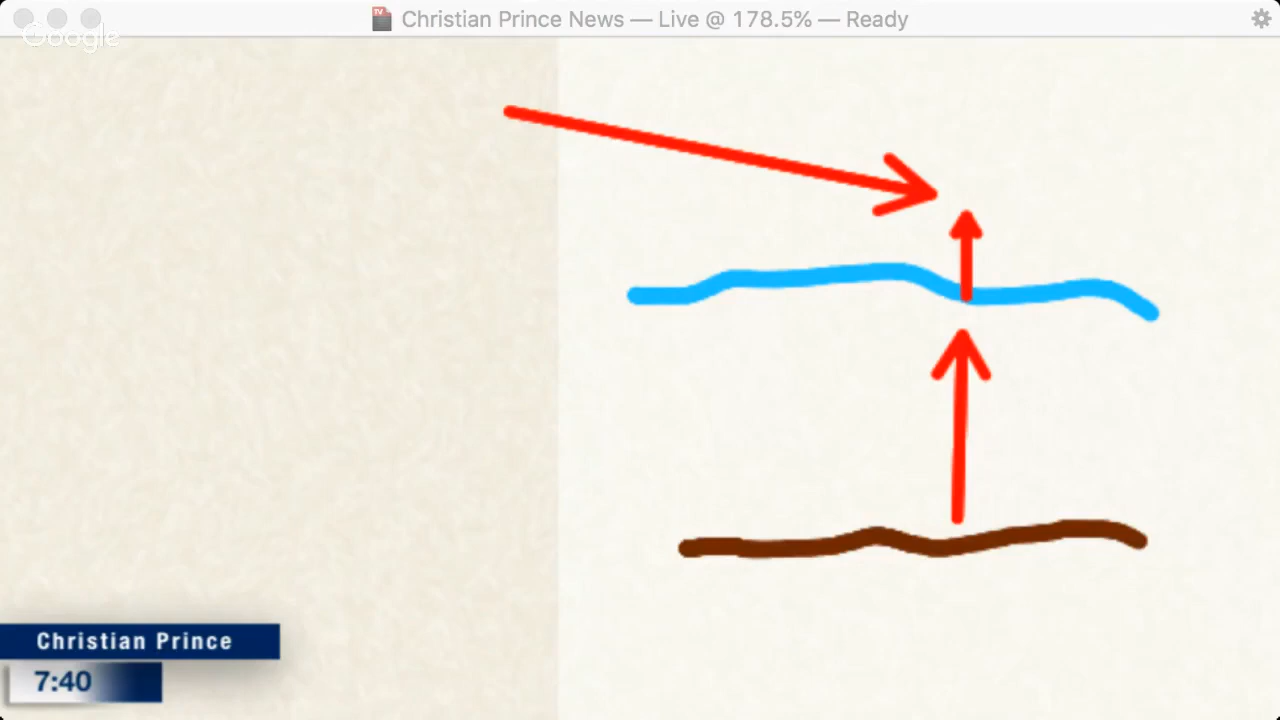 Christian Prince News — Live @ 178.5% — Ready
Google
Christian Prince
7:40